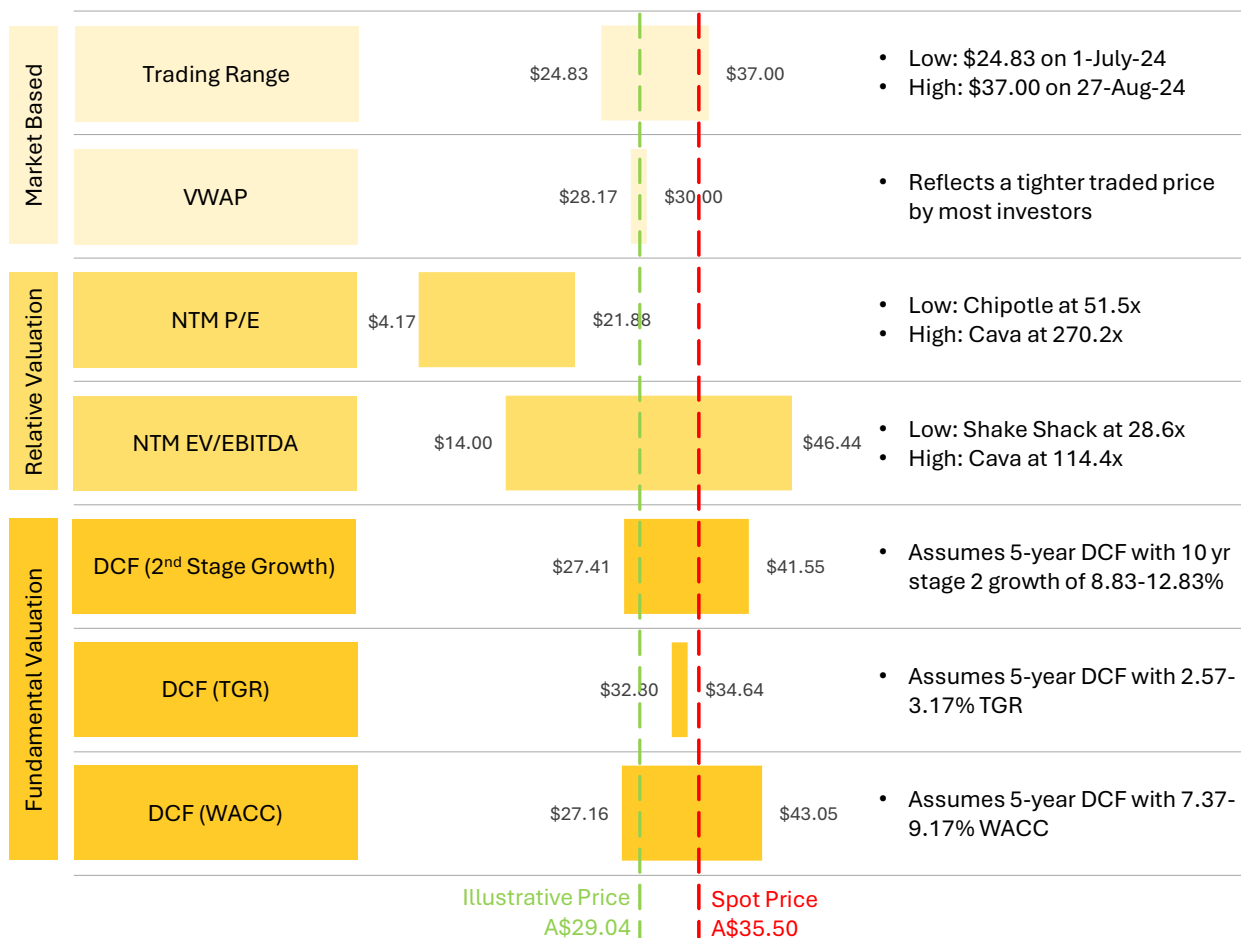 Market Based
Trading Range
$24.83
$37.00
• Low: $24.83 on 1-July-24
• High: $37.00 on 27-Aug-24
VWAP
$28.17
$30.00
• Reflects a tighter traded price
by most investors
Relative Valuation
NTM P/E
$4.17
$21.88
• Low: Chipotle at 51.5x
• High: Cava at 270.2x
NTM EV/EBITDA
$14.00
$46.44
• Low: Shake Shack at 28.6x
• High: Cava at 114.4x
Fundamental Valuation
DCF (2nd Stage Growth)
$27.41
$41.55
• Assumes 5-year DCF with 10 yr
stage 2 growth of 8.83-12.83%
DCF (TGR)
$32.80
$34.64
• Assumes 5-year DCF with 2.57-
3.17% TGR
DCF (WACC)
$27.16
$43.05
• Assumes 5-year DCF with 7.37-
9.17% WACC
Illustrative Price
A$29.04
Spot Price
A$35.50